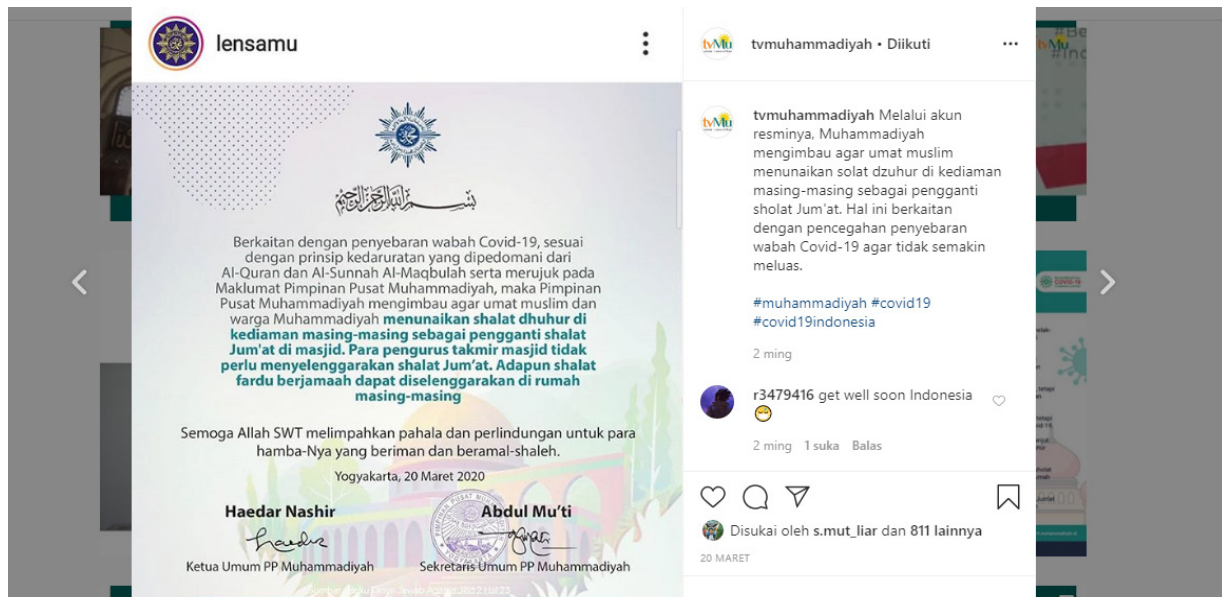 lensamu
بسم الله الرحمن الرحيم
Berkaitan dengan penyebaran wabah Covid-19, sesuai
dengan prinsip kedaruratan yang dipedomani dari
Al-Quran dan Al-Sunnah Al-Maqbulah serta merujuk pada
Maklumat Pimpinan Pusat Muhammadiyah, maka Pimpinan
Pusat Muhammadiyah mengimbau agar umat muslim dan
warga Muhammadiyah menunaikan shalat dhuhur di
kediaman masing-masing sebagai pengganti shalat
Jum'at di masjid. Para pengurus takmir masjid tidak
perlu menyelenggarakan shalat Jum'at. Adapun shalat
fardu berjamaah dapat diselenggarakan di rumah
masing-masing
Semoga Allah SWT melimpahkan pahala dan perlindungan untuk para
hamba-Nya yang beriman dan beramal-shaleh.
Yogyakarta, 20 Maret 2020
Haedar Nashir
Abdul Mu'ti
Ketua Umum PP Muhammadiyah
Sekretaris Umum PP Muhammadiyah
tvMu
tvmuhammadiyah • Diikuti
tvMu
tvmuhammadiyah Melalui akun
resminya, Muhammadiyah
mengimbau agar umat muslim
menunaikan solat dzuhur di kediaman
masing-masing sebagai pengganti
sholat Jum'at. Hal ini berkaitan
dengan pencegahan penyebaran
wabah Covid-19 agar tidak semakin
meluas.
#muhammadiyah #covid19
#covid19indonesia
2 ming
r3479416 get well soon Indonesia
😷
2 ming 1 suka Balas
Disukai oleh s.mut_liar dan 811 lainnya
20 MARET
tvMu